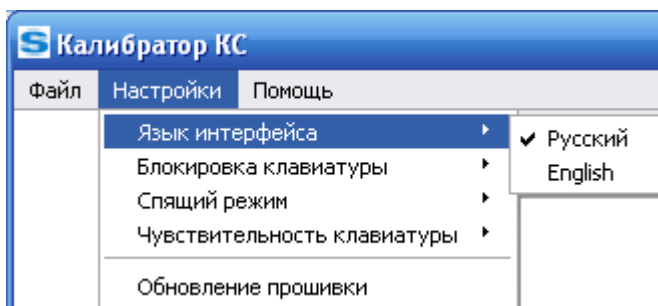 S Калибратор КС
Файл Настройки Помощь
Язык интерфейса
Русский
English
Блокировка клавиатуры
Спящий режим
Чувствительность клавиатуры
Обновление прошивки